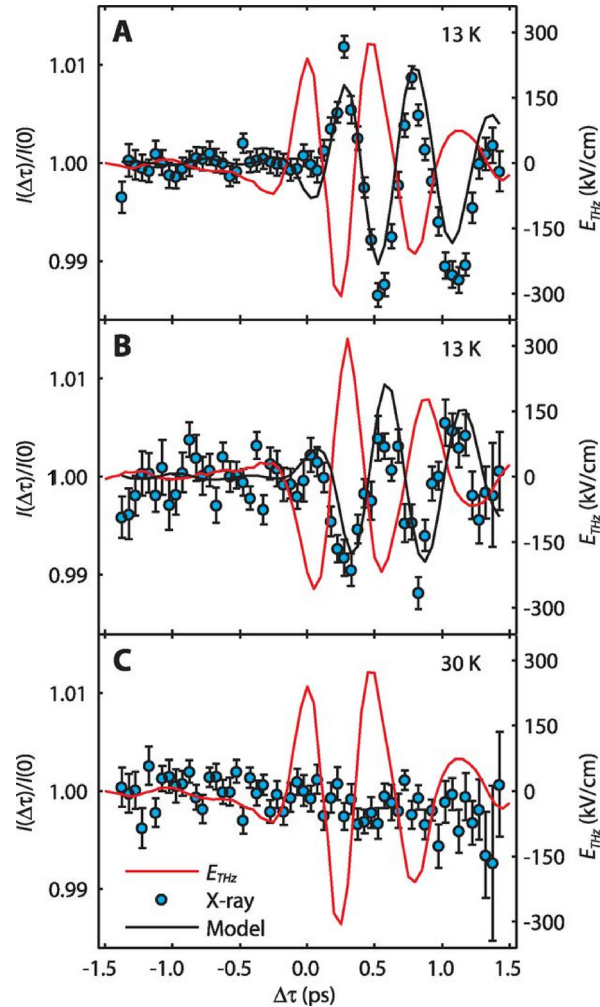 A
13 K
1.01
1.00
0.99
I(Δτ)/I(0)
300
150
0
-150
-300
E_THz (kV/cm)
B
13 K
1.01
1.00
0.99
I(Δτ)/I(0)
300
150
0
-150
-300
E_THz (kV/cm)
C
30 K
1.01
1.00
0.99
I(Δτ)/I(0)
300
150
0
-150
-300
E_THz (kV/cm)
E_THz
X-ray
Model
-1.5 -1.0 -0.5 0.0 0.5 1.0 1.5
Δτ (ps)